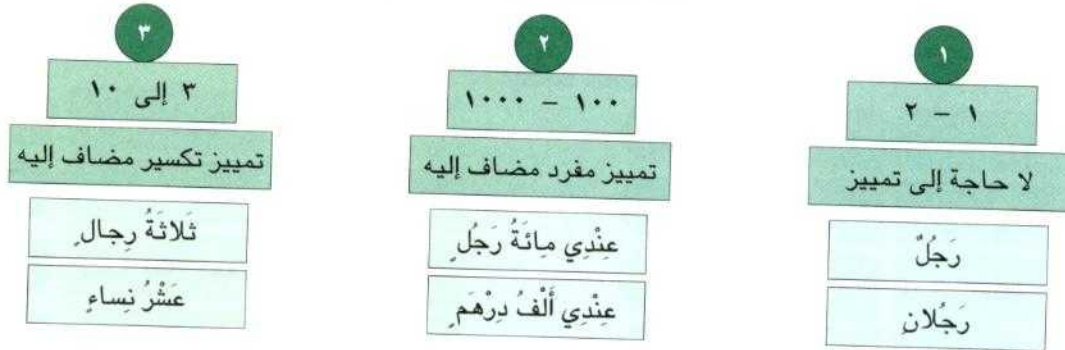 ١
١ – ٢
لا حاجة إلى تمييز
رَجُلٌ
رَجُلانِ
٢
١٠٠ – ١٠٠٠
تمييز مفرد مضاف إليه
عِنْدِي مِائَةُ رَجُلٍ
عِنْدِي أَلْفُ دِرْهَمٍ
٣
٣ إلى ١٠
تمييز تكسير مضاف إليه
ثَلاثَةُ رِجالٍ
عَشْرُ نِساءٍ